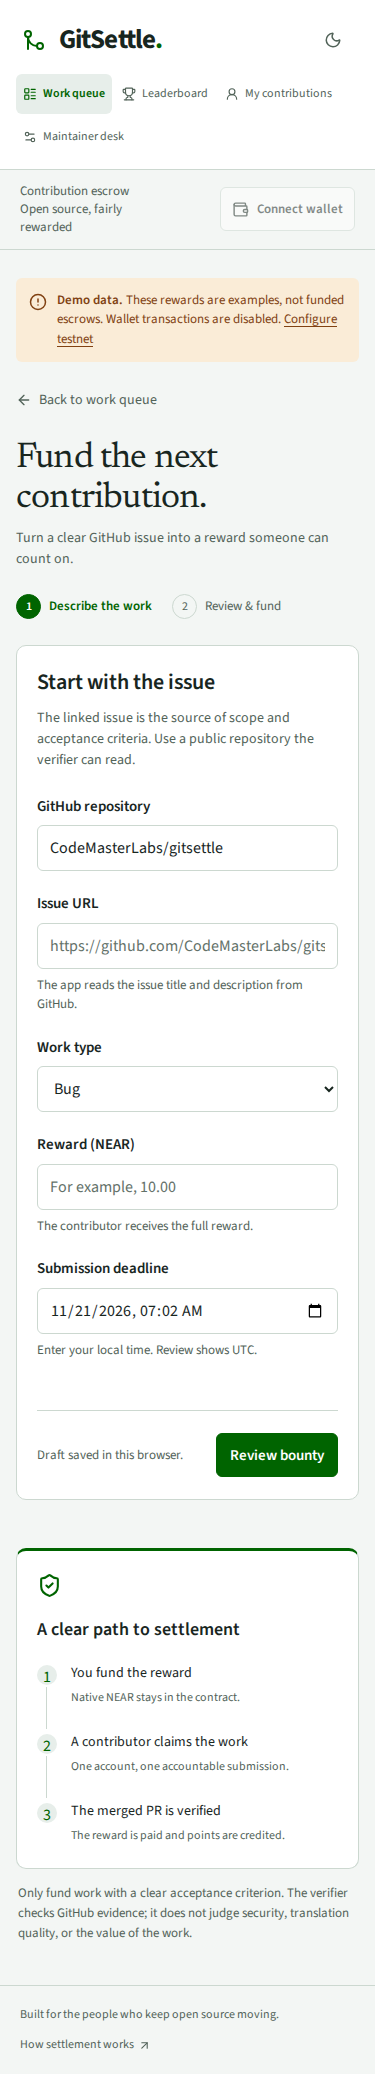 GitSettle.
Work queue
Leaderboard
My contributions
Maintainer desk
Contribution escrow
Open source, fairly
rewarded
Connect wallet
Demo data. These rewards are examples, not funded
escrows. Wallet transactions are disabled. Configure
testnet
Back to work queue
Fund the next
contribution.
Turn a clear GitHub issue into a reward someone can
count on.
1 Describe the work
2 Review & fund
Start with the issue
The linked issue is the source of scope and
acceptance criteria. Use a public repository the
verifier can read.
GitHub repository
CodeMasterLabs/gitsettle
Issue URL
https://github.com/CodeMasterLabs/gits
The app reads the issue title and description from
GitHub.
Work type
Bug
Reward (NEAR)
For example, 10.00
The contributor receives the full reward.
Submission deadline
11/21/2026, 07:02 AM
Enter your local time. Review shows UTC.
Draft saved in this browser.
Review bounty
A clear path to settlement
1 You fund the reward
Native NEAR stays in the contract.
2 A contributor claims the work
One account, one accountable submission.
3 The merged PR is verified
The reward is paid and points are credited.
Only fund work with a clear acceptance criterion. The verifier
checks GitHub evidence; it does not judge security, translation
quality, or the value of the work.
Built for the people who keep open source moving.
How settlement works